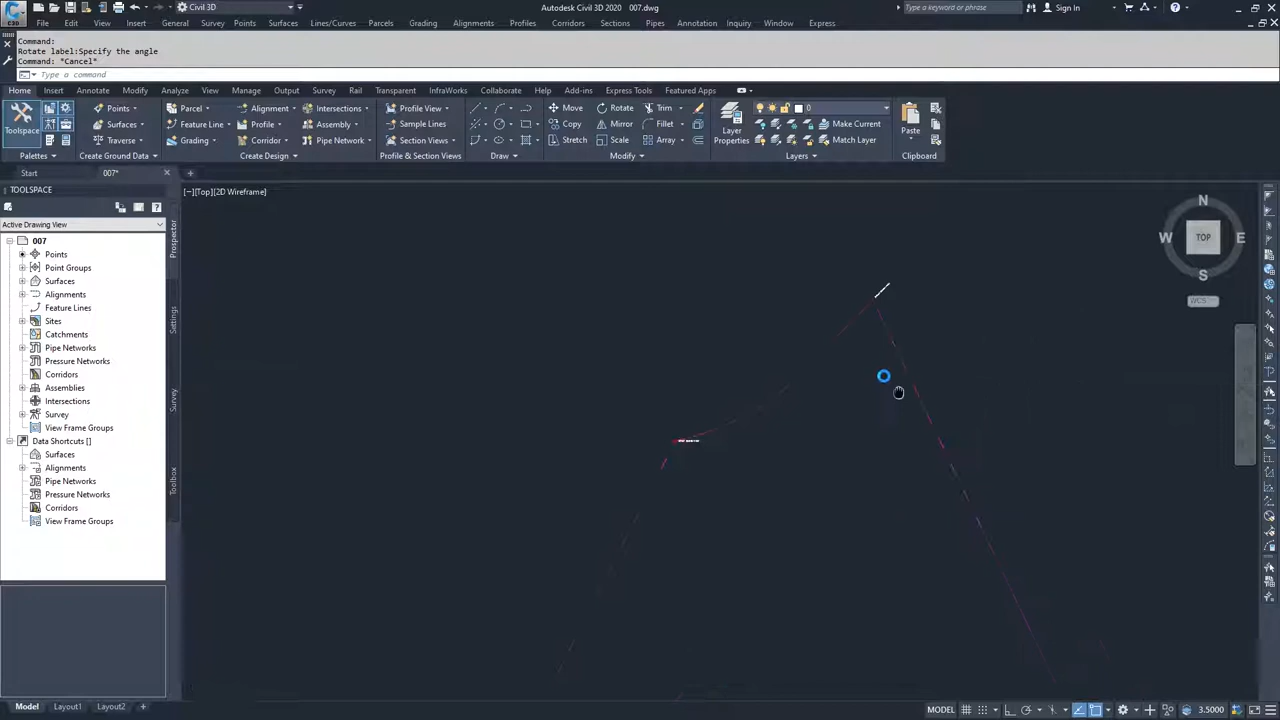 C3D
Civil 3D
Autodesk Civil 3D 2020 007.dwg
Type a keyword or phrase
Sign In
File Edit View Insert General Survey Points Surfaces Lines/Curves Parcels Grading Alignments Profiles Corridors Sections Pipes Annotation Inquiry Window Express
Command:
Rotate label:Specify the angle
Command: *Cancel*
Type a command
Home Insert Annotate Modify Analyze View Manage Output Survey Rail Transparent InfraWorks Collaborate Help Add-ins Express Tools Featured Apps
Toolspace
Points
Surfaces
Traverse
Parcel
Feature Line
Grading
Alignment
Profile
Corridor
Intersections
Assembly
Pipe Network
Profile View
Sample Lines
Section Views
Move
Copy
Stretch
Rotate
Mirror
Scale
Trim
Fillet
Array
Layer
Properties
0
Make Current
Match Layer
Paste
Palettes Create Ground Data Create Design Profile & Section Views Draw Modify Layers Clipboard
Start 007*
TOOLSPACE
[−][Top][2D Wireframe]
Active Drawing View
007
Points
Point Groups
Surfaces
Alignments
Feature Lines
Sites
Catchments
Pipe Networks
Pressure Networks
Corridors
Assemblies
Intersections
Survey
View Frame Groups
Data Shortcuts []
Surfaces
Alignments
Pipe Networks
Pressure Networks
Corridors
View Frame Groups
Prospector
Settings
Survey
Toolbox
N
W TOP E
S
WCS
Model Layout1 Layout2
MODEL 3.5000